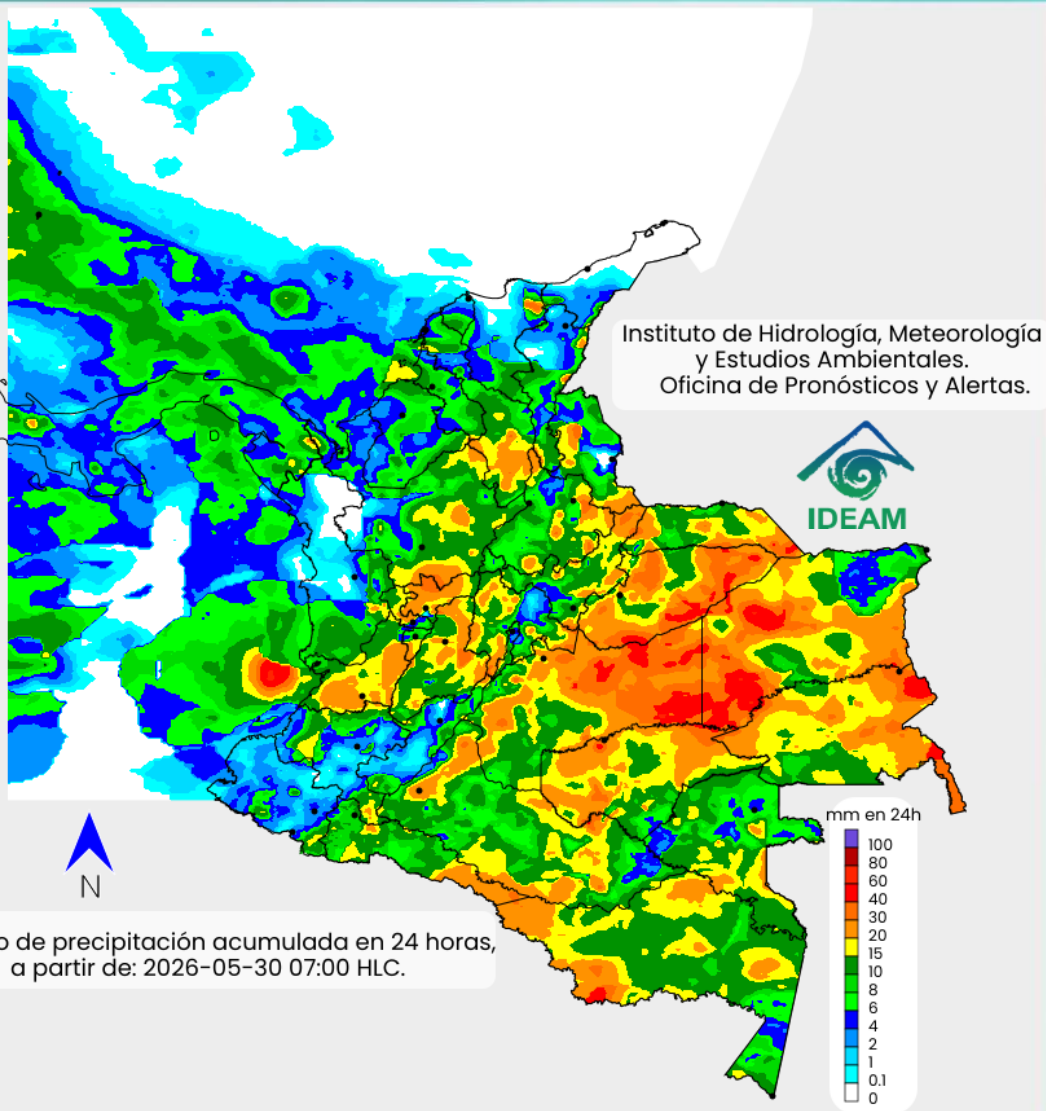 Instituto de Hidrología, Meteorología
y Estudios Ambientales.
Oficina de Pronósticos y Alertas.
IDEAM
mm en 24h
100
80
60
40
30
20
15
10
8
6
4
2
1
0.1
0
N
de precipitación acumulada en 24 horas,
a partir de: 2026-05-30 07:00 HLC.